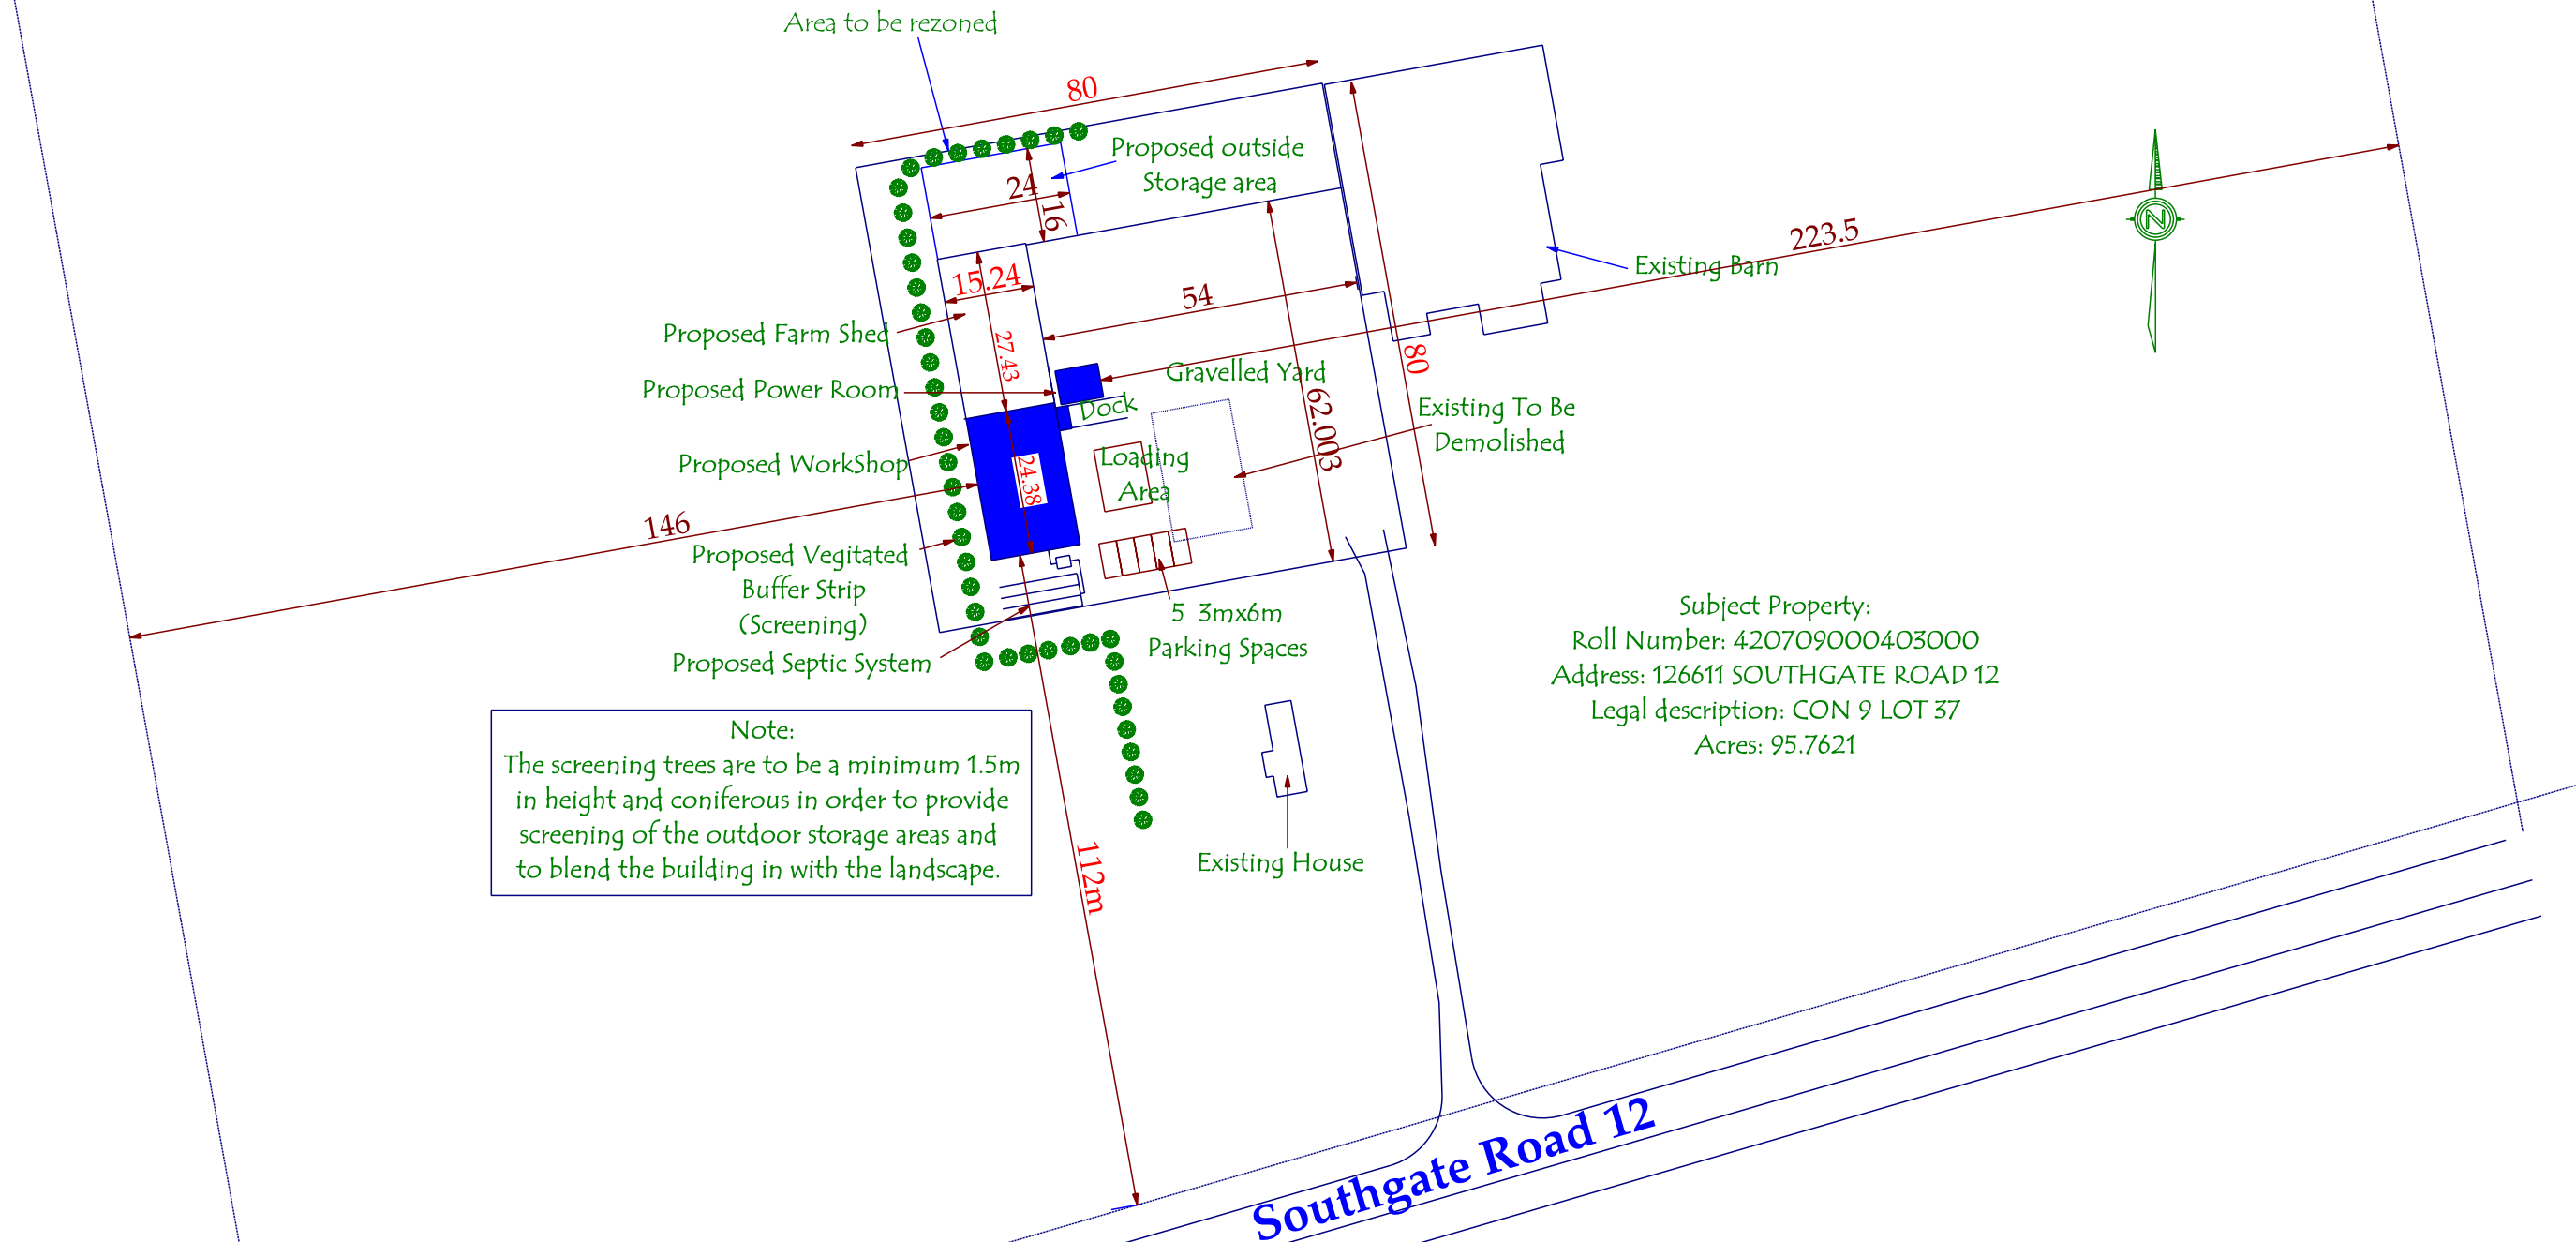 Area to be rezoned
80
Proposed outside
Storage area
24
16
223.5
N
Existing Barn
15.24
54
Proposed Farm Shed
27.43
80
Gravelled Yard
Proposed Power Room
Dock
62.003
Existing To Be
Demolished
Proposed WorkShop
Loading
Area
24.38
146
Proposed Vegitated
Buffer Strip
(Screening)
5 3mx6m
Parking Spaces
Proposed Septic System
Subject Property:
Roll Number: 420709000403000
Address: 126611 SOUTHGATE ROAD 12
Legal description: CON 9 LOT 37
Acres: 95.7621
Note:
The screening trees are to be a minimum 1.5m
in height and coniferous in order to provide
screening of the outdoor storage areas and
to blend the building in with the landscape.
112m
Existing House
Southgate Road 12